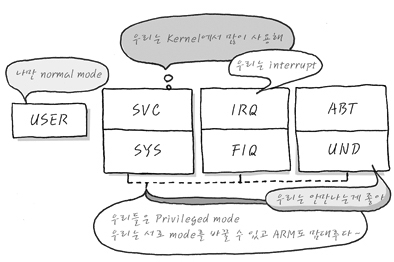 우리는 Kernel에서 많이 사용해
나만 normal mode
우리는 interrupt
USER
SVC
IRQ
ABT
SYS
FIQ
UND
우리는 안만나는게 좋아
우리들은 Privileged mode
우리는 서로 mode를 바꿀 수 있고 ARM도 맘대루다~